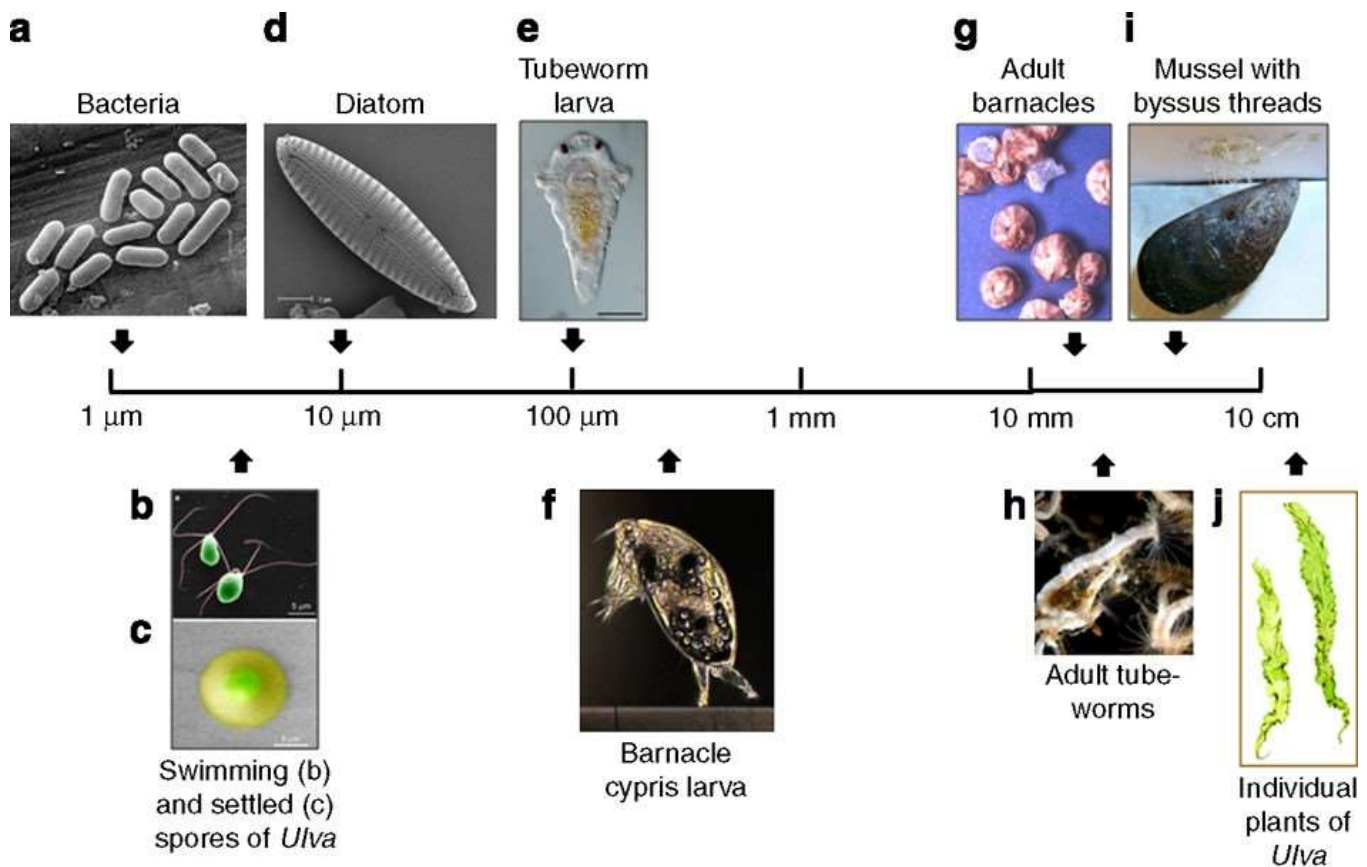 a
Bacteria
d
Diatom
e
Tubeworm
larva
g
Adult
barnacles
i
Mussel with
byssus threads
1 μm
10 μm
100 μm
1 mm
10 mm
10 cm
b
5 μm
c
Swimming (b)
and settled (c)
spores of Ulva
f
Barnacle
cypris larva
h
Adult tube-
worms
j
Individual
plants of
Ulva